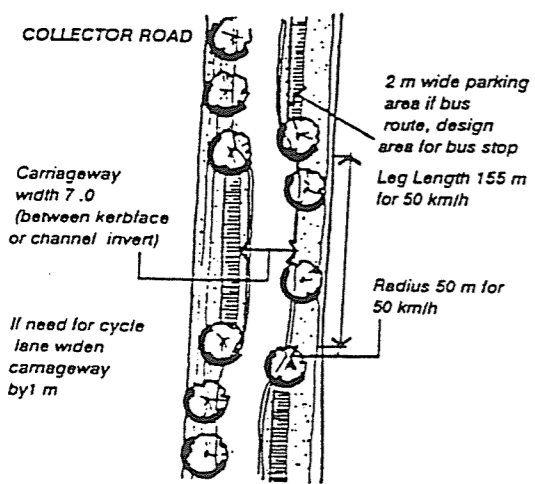 COLLECTOR ROAD
2 m wide parking
area if bus
route, design
area for bus stop
Leg Length 155 m
for 50 km/h
Carriageway
width 7.0
(between kerbface
or channel invert)
Radius 50 m for
50 km/h
If need for cycle
lane widen
carriageway
by 1 m